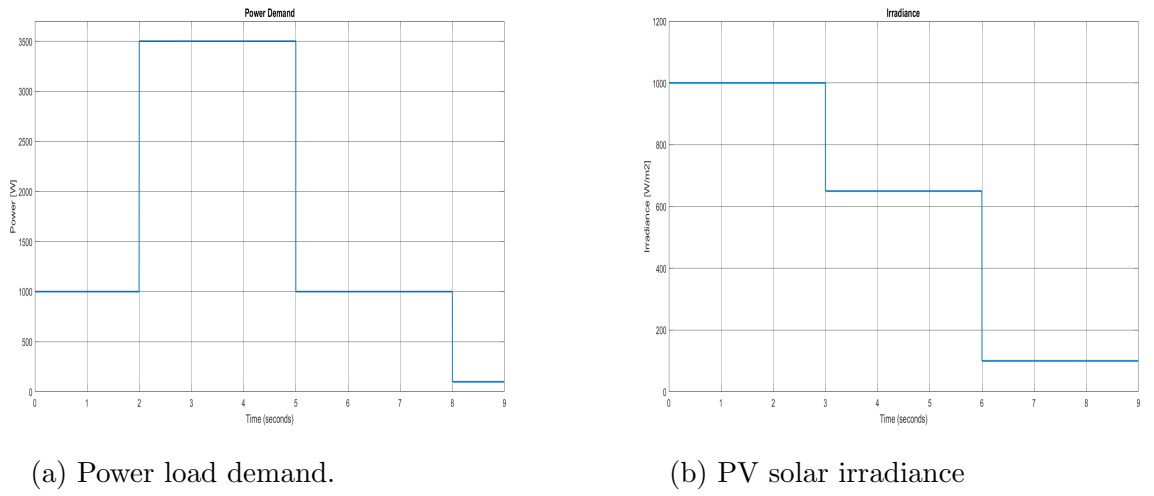 Power Demand
Power [W]
3500
3000
2500
2000
1500
1000
500
0
0 1 2 3 4 5 6 7 8 9
Time (seconds)
(a) Power load demand.
Irradiance
Irradiance [W/m2]
1200
1000
800
600
400
200
0
0 1 2 3 4 5 6 7 8 9
Time (seconds)
(b) PV solar irradiance